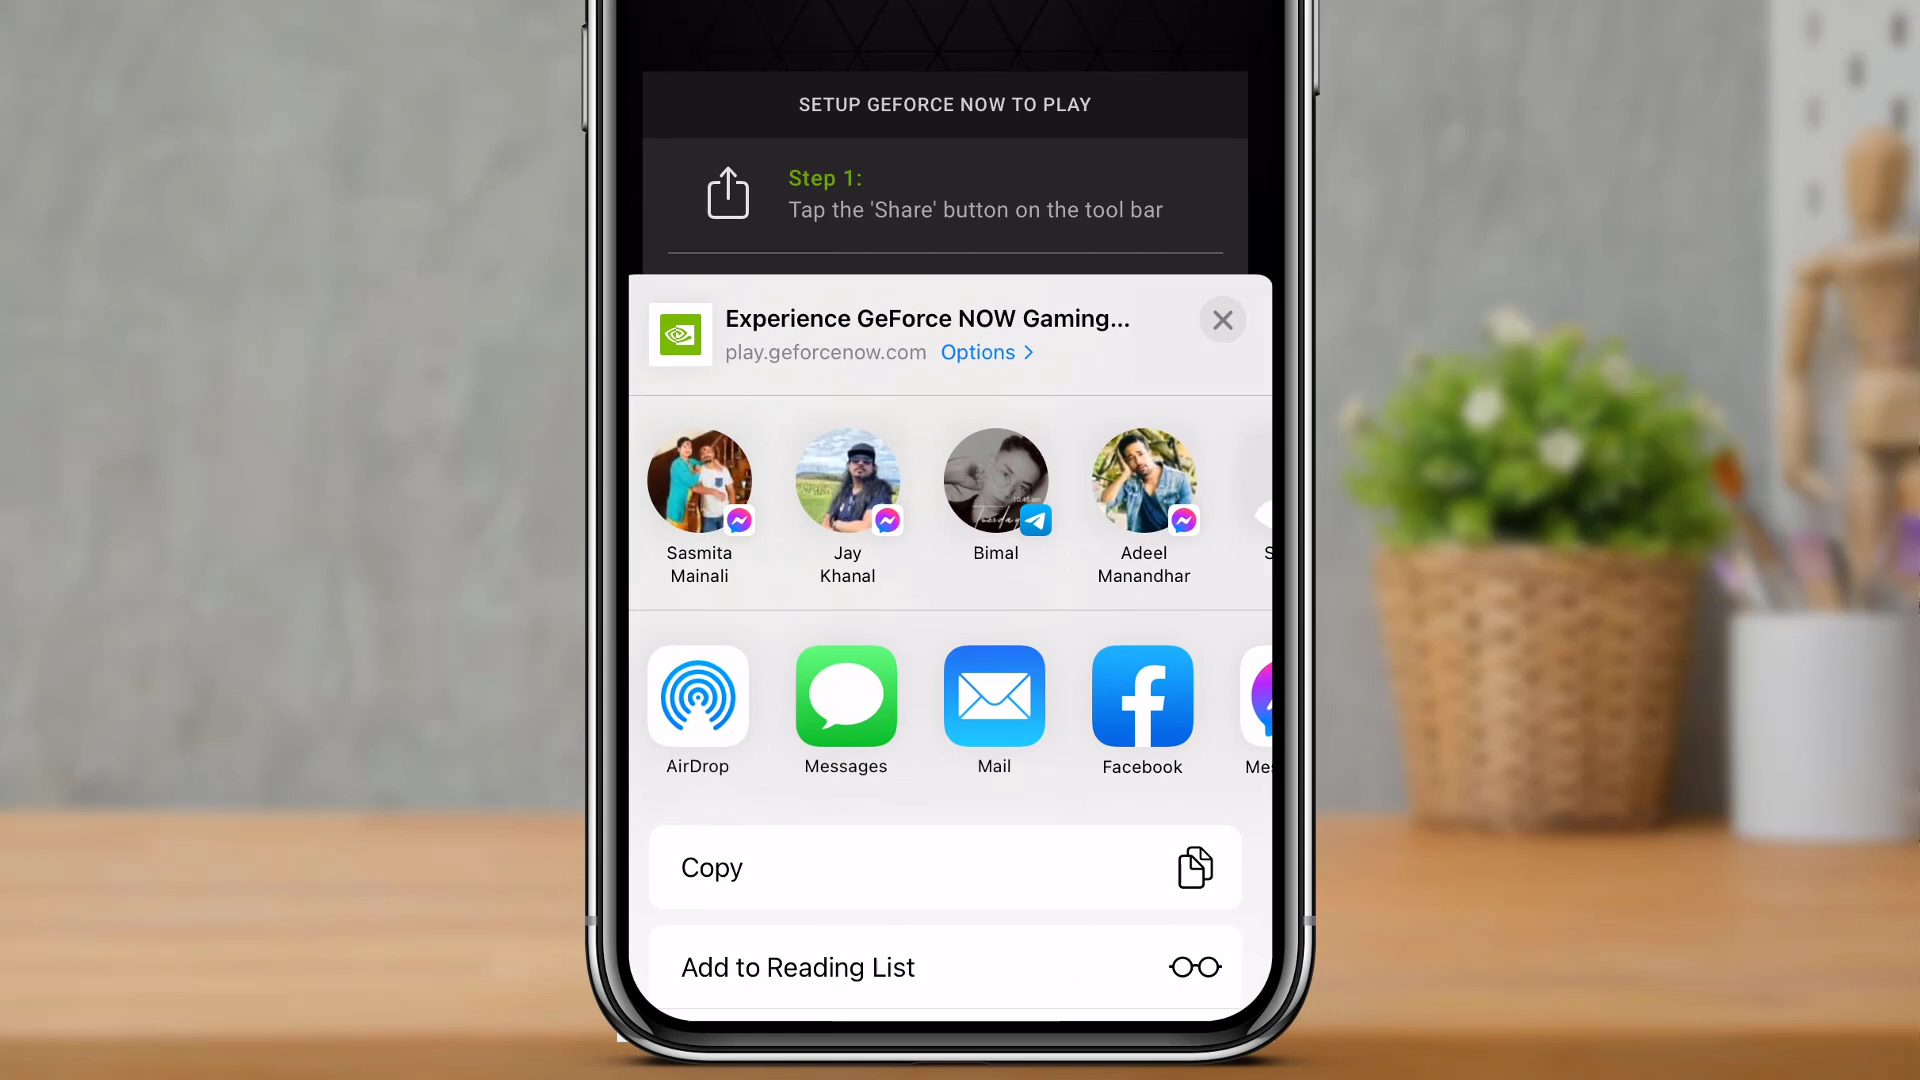 SETUP GEFORCE NOW TO PLAY
Step 1:
Tap the 'Share' button on the tool bar
Experience GeForce NOW Gaming...
play.geforcenow.com Options >
Sasmita
Mainali
Jay
Khanal
Bimal
Adeel
Manandhar
S
AirDrop
Messages
Mail
Facebook
Mes
Copy
Add to Reading List